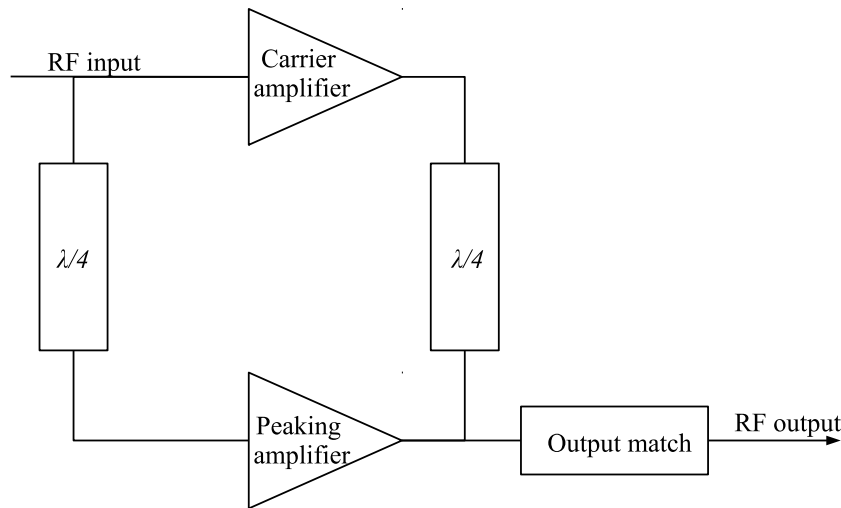 RF input
Carrier
amplifier
λ/4
λ/4
Peaking
amplifier
Output match
RF output